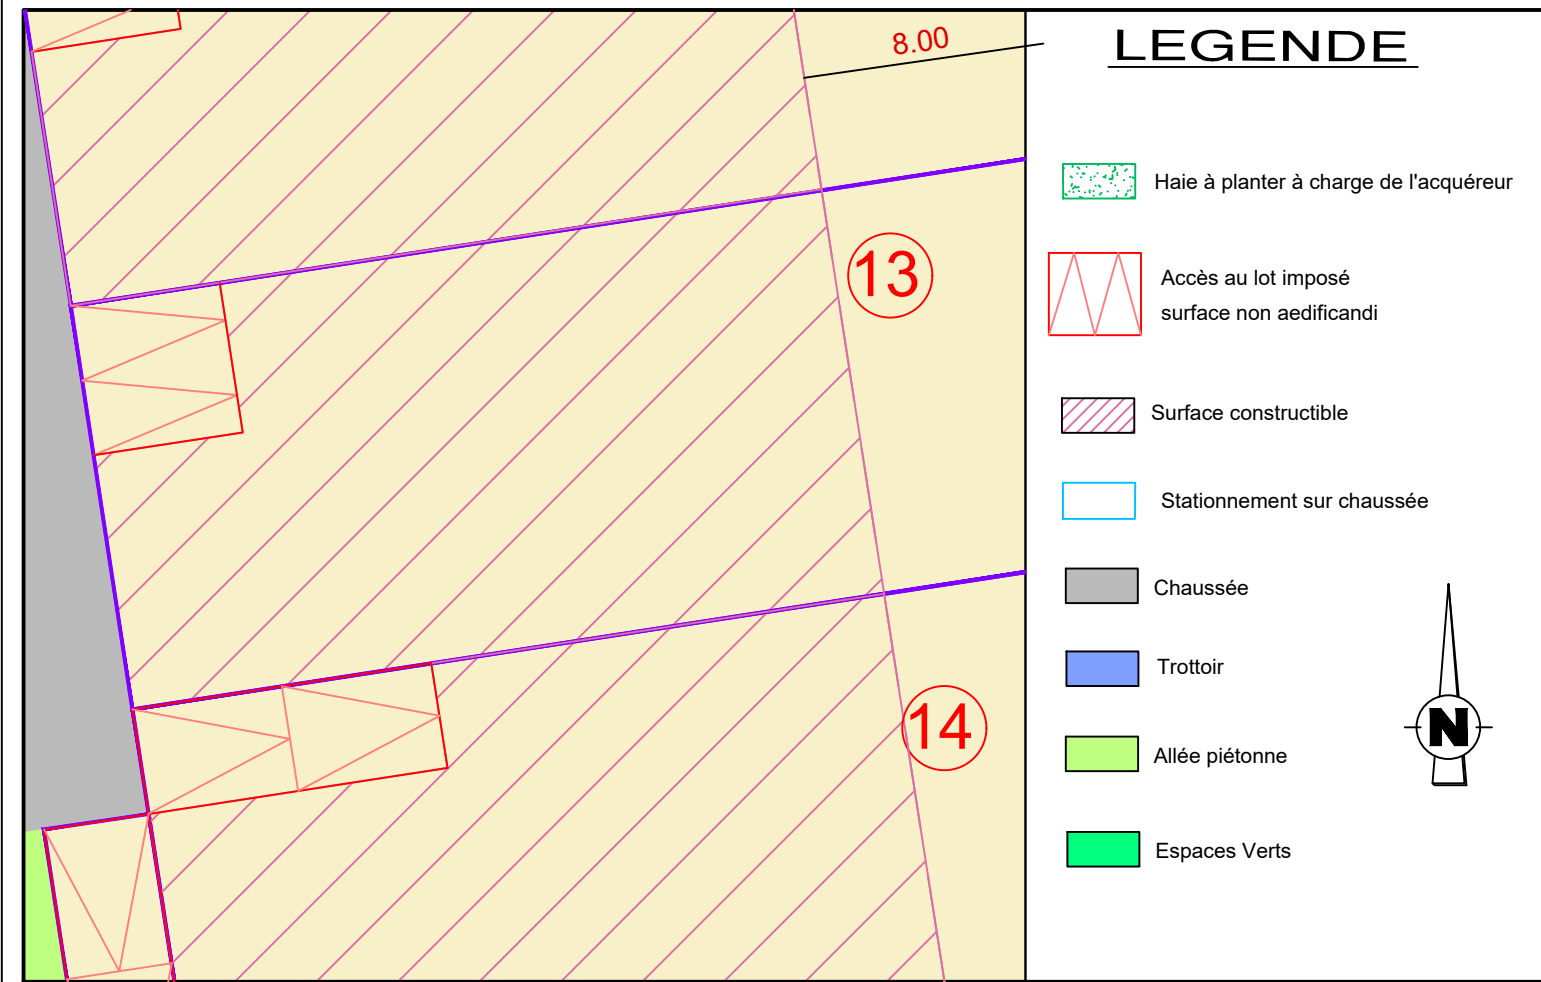 8.00
13
14
LEGENDE
Haie à planter à charge de l'acquéreur
Accès au lot imposé
surface non aedificandi
Surface constructible
Stationnement sur chaussée
Chaussée
Trottoir
Allée piétonne
Espaces Verts
N